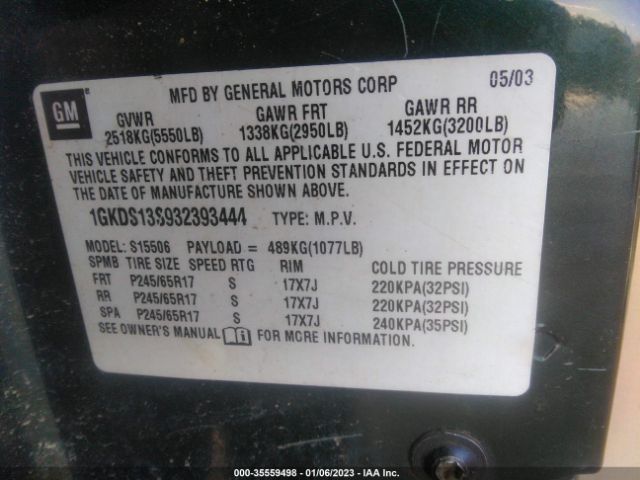 GM
®
MFD BY GENERAL MOTORS CORP 05/03
GVWR GAWR FRT GAWR RR
2518KG(5550LB) 1338KG(2950LB) 1452KG(3200LB)
THIS VEHICLE CONFORMS TO ALL APPLICABLE U.S. FEDERAL MOTOR
VEHICLE SAFETY AND THEFT PREVENTION STANDARDS IN EFFECT ON
THE DATE OF MANUFACTURE SHOWN ABOVE.
1GKDS13S932393444 TYPE: M.P.V.
MODEL: S15506 PAYLOAD = 489KG(1077LB)
SPMB TIRE SIZE SPEED RTG RIM COLD TIRE PRESSURE
FRT P245/65R17 S 17X7J 220KPA(32PSI)
RR P245/65R17 S 17X7J 220KPA(32PSI)
SPA P245/65R17 S 17X7J 240KPA(35PSI)
SEE OWNER'S MANUAL FOR MORE INFORMATION.
000-35559498 - 01/06/2023 - IAA Inc.